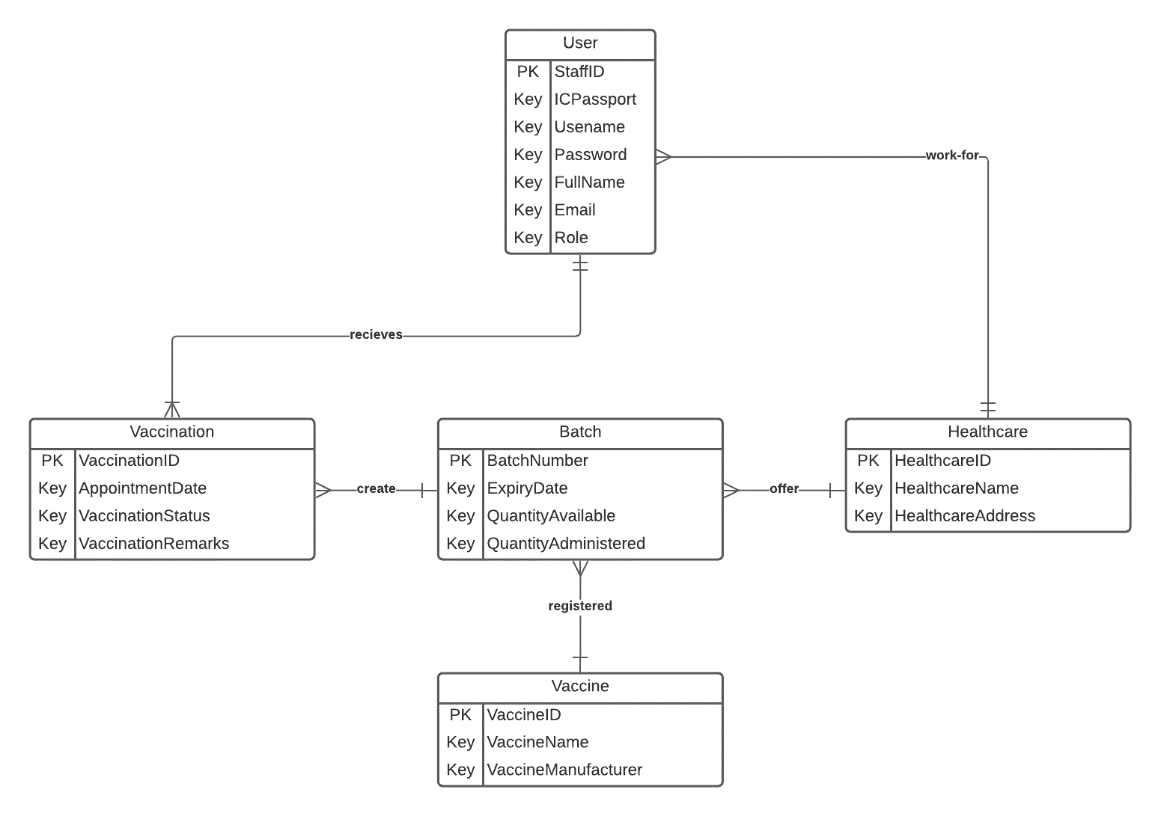 User
PK StaffID
Key ICPassport
Key Usename
Key Password
Key FullName
Key Email
Key Role
work-for
recieves
Vaccination
PK VaccinationID
Key AppointmentDate
Key VaccinationStatus
Key VaccinationRemarks
create
Batch
PK BatchNumber
Key ExpiryDate
Key QuantityAvailable
Key QuantityAdministered
offer
Healthcare
PK HealthcareID
Key HealthcareName
Key HealthcareAddress
registered
Vaccine
PK VaccineID
Key VaccineName
Key VaccineManufacturer